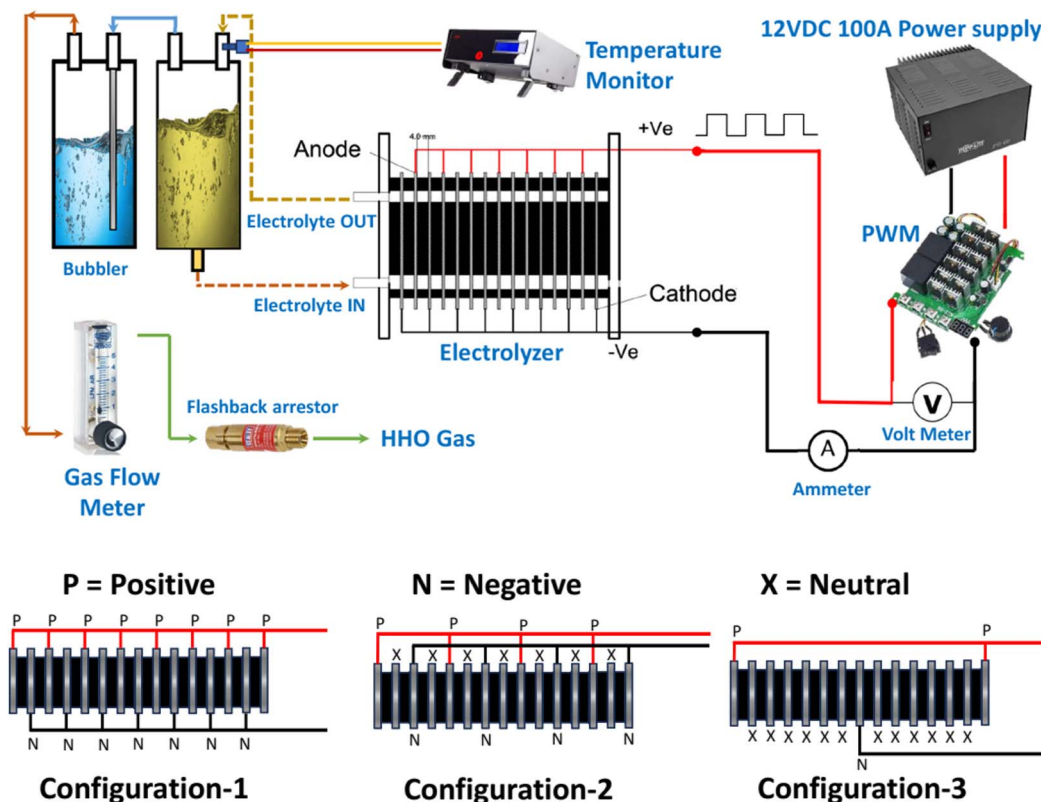 12VDC 100A Power supply
Temperature
Monitor
+Ve
4.0 mm
Anode
Electrolyte OUT
PWM
Bubbler
Electrolyte IN
Cathode
Electrolyzer
-Ve
V
Volt Meter
Flashback arrestor
HHO Gas
A
Ammeter
Gas Flow
Meter
P = Positive
N = Negative
X = Neutral
P P P P P P P P
N N N N N N N
Configuration-1
P P P P
X X X X X X X
N N N N
Configuration-2
P P
X X X X X X X X X X X X
N
Configuration-3